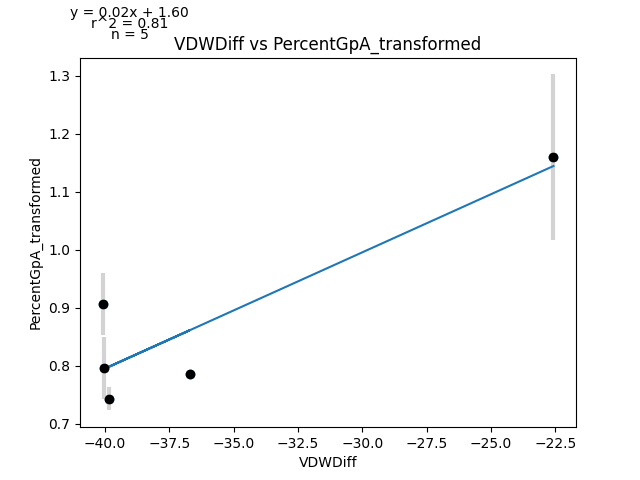 y = 0.02x + 1.60
r^2 = 0.81
n = 5
VDWDiff vs PercentGpA_transformed
PercentGpA_transformed
1.3
1.2
1.1
1.0
0.9
0.8
0.7
−40.0 −37.5 −35.0 −32.5 −30.0 −27.5 −25.0 −22.5
VDWDiff